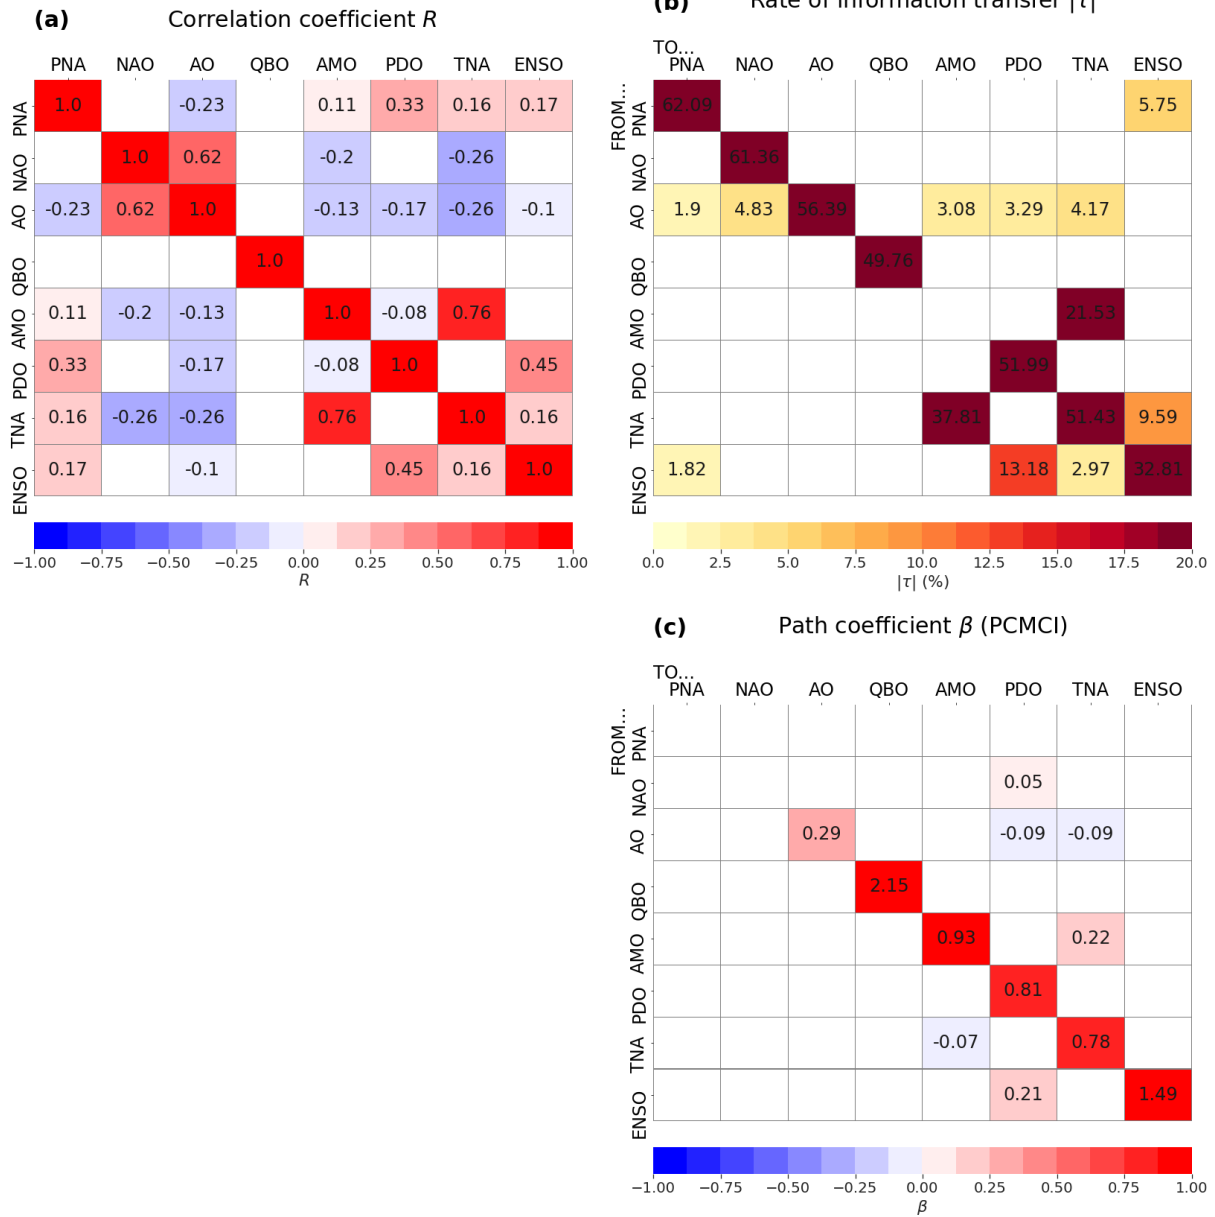 (a) Correlation coefficient R
PNA NAO AO QBO AMO PDO TNA ENSO
PNA 1.0 -0.23 0.11 0.33 0.16 0.17
NAO 1.0 0.62 -0.2 -0.26
AO -0.23 0.62 1.0 -0.13 -0.17 -0.26 -0.1
QBO 1.0
AMO 0.11 -0.2 -0.13 1.0 -0.08 0.76
PDO 0.33 -0.17 -0.08 1.0 0.45
TNA 0.16 -0.26 -0.26 0.76 1.0 0.16
ENSO 0.17 -0.1 0.45 0.16 1.0
−1.00 −0.75 −0.50 −0.25 0.00 0.25 0.50 0.75 1.00
R
(b) Rate of information transfer |τ|
TO...
PNA NAO AO QBO AMO PDO TNA ENSO
FROM...
PNA 62.09 5.75
NAO 61.36
AO 1.9 4.83 56.39 3.08 3.29 4.17
QBO 49.76
AMO 21.53
PDO 51.99
TNA 37.81 51.43 9.59
ENSO 1.82 13.18 2.97 32.81
0.0 2.5 5.0 7.5 10.0 12.5 15.0 17.5 20.0
|τ| (%)
(c) Path coefficient β (PCMCI)
TO...
PNA NAO AO QBO AMO PDO TNA ENSO
FROM...
PNA
NAO 0.05
AO 0.29 -0.09 -0.09
QBO 2.15
AMO 0.93 0.22
PDO 0.81
TNA -0.07 0.78
ENSO 0.21 1.49
−1.00 −0.75 −0.50 −0.25 0.00 0.25 0.50 0.75 1.00
β